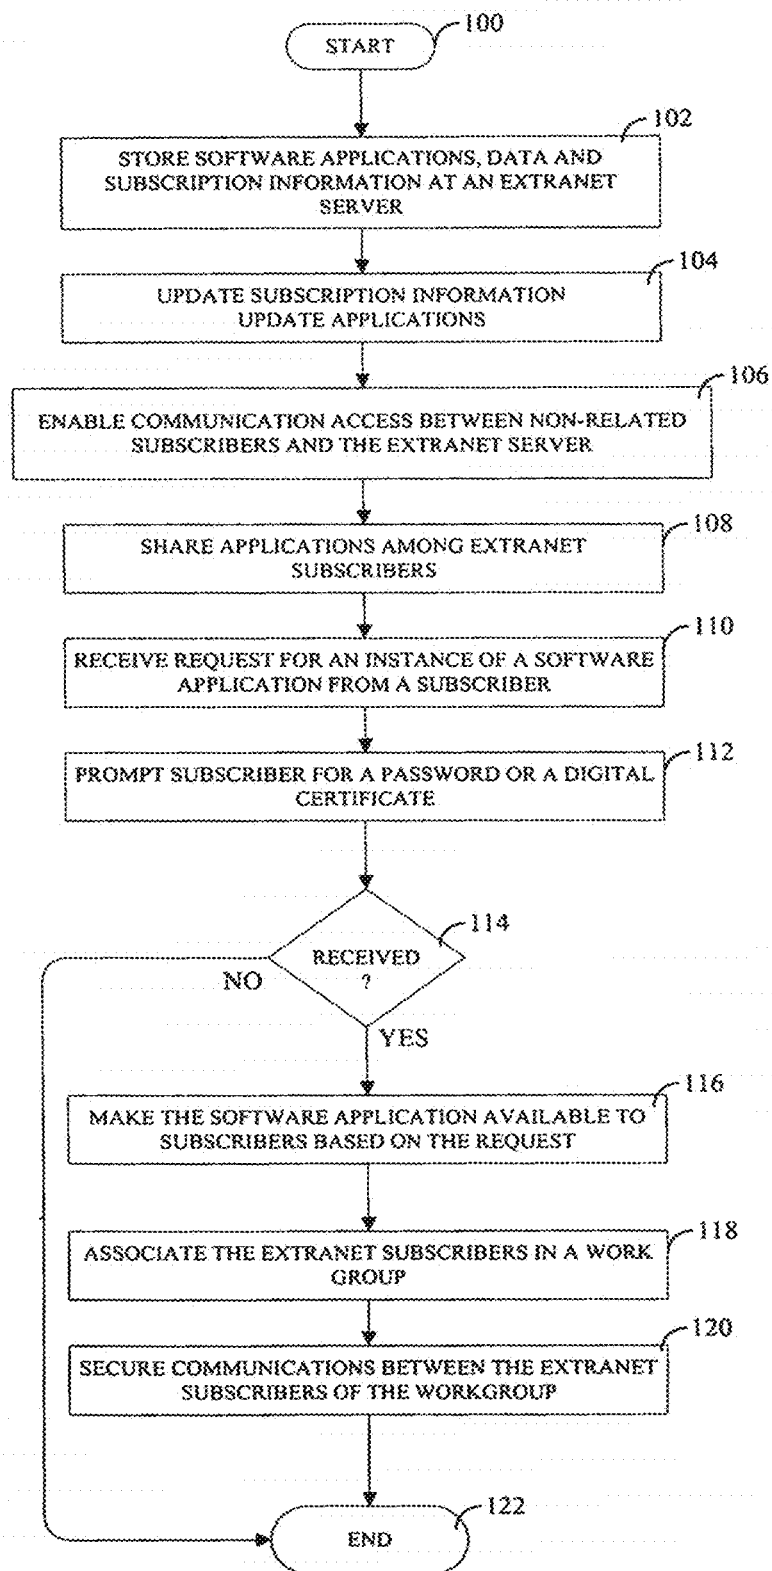 100
START
102
STORE SOFTWARE APPLICATIONS, DATA AND
SUBSCRIPTION INFORMATION AT AN EXTRANET
SERVER
104
UPDATE SUBSCRIPTION INFORMATION
UPDATE APPLICATIONS
106
ENABLE COMMUNICATION ACCESS BETWEEN NON-RELATED
SUBSCRIBERS AND THE EXTRANET SERVER
108
SHARE APPLICATIONS AMONG EXTRANET
SUBSCRIBERS
110
RECEIVE REQUEST FOR AN INSTANCE OF A SOFTWARE
APPLICATION FROM A SUBSCRIBER
112
PROMPT SUBSCRIBER FOR A PASSWORD OR A DIGITAL
CERTIFICATE
114
RECEIVED
?
NO
YES
116
MAKE THE SOFTWARE APPLICATION AVAILABLE TO
SUBSCRIBERS BASED ON THE REQUEST
118
ASSOCIATE THE EXTRANET SUBSCRIBERS IN A WORK
GROUP
120
SECURE COMMUNICATIONS BETWEEN THE EXTRANET
SUBSCRIBERS OF THE WORKGROUP
122
END